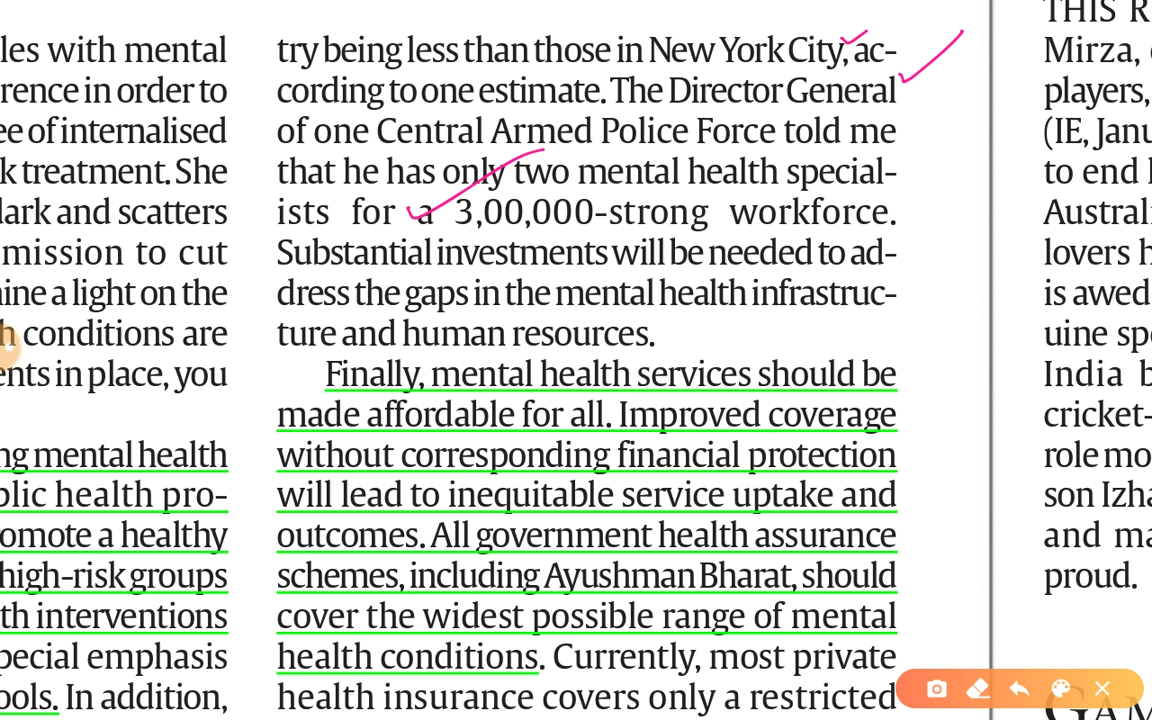 les with mental
rence in order to
ee of internalised
k treatment. She
lark and scatters
mission to cut
ine a light on the
h conditions are
ents in place, you
ng mental health
blic health pro-
omote a healthy
high-risk groups
th interventions
pecial emphasis
ools. In addition,
try being less than those in New York City, ac-
cording to one estimate. The Director General
of one Central Armed Police Force told me
that he has only two mental health special-
ists for a 3,00,000-strong workforce.
Substantial investments will be needed to ad-
dress the gaps in the mental health infrastruc-
ture and human resources.
Finally, mental health services should be
made affordable for all. Improved coverage
without corresponding financial protection
will lead to inequitable service uptake and
outcomes. All government health assurance
schemes, including Ayushman Bharat, should
cover the widest possible range of mental
health conditions. Currently, most private
health insurance covers only a restricted
THIS R
Mirza,
players,
(IE, Janu
to end
Australi
lovers h
is awed
uine sp
India b
cricket-
role mo
son Izha
and ma
proud.
GAM